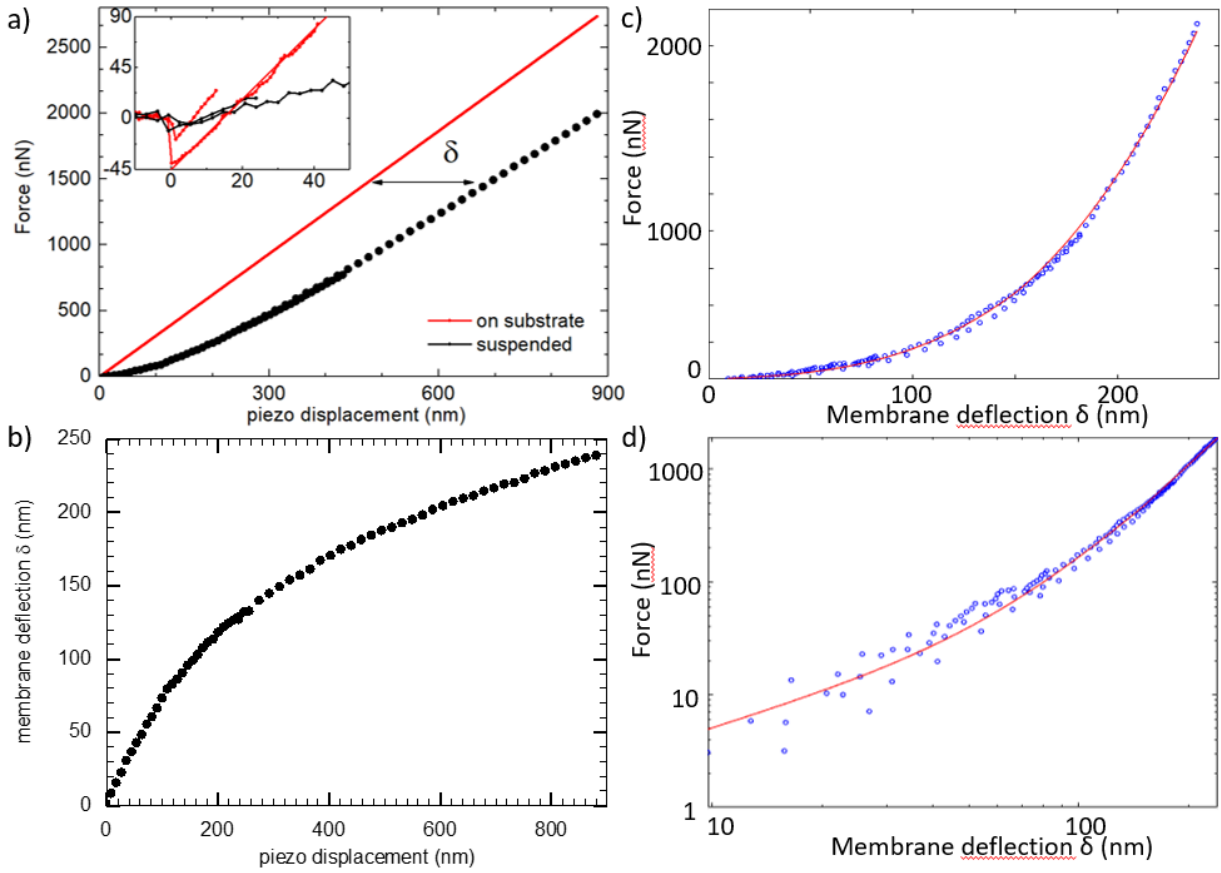 a)
90
45
0
-45
0
20
40
2500
2000
1500
1000
500
0
Force (nN)
δ
on substrate
suspended
0
300
600
900
piezo displacement (nm)
b)
250
200
150
100
50
0
membrane deflection δ (nm)
0
200
400
600
800
piezo displacement (nm)
c)
2000
1000
0
Force (nN)
0
100
200
Membrane deflection δ (nm)
d)
1000
100
10
1
Force (nN)
10
100
Membrane deflection δ (nm)